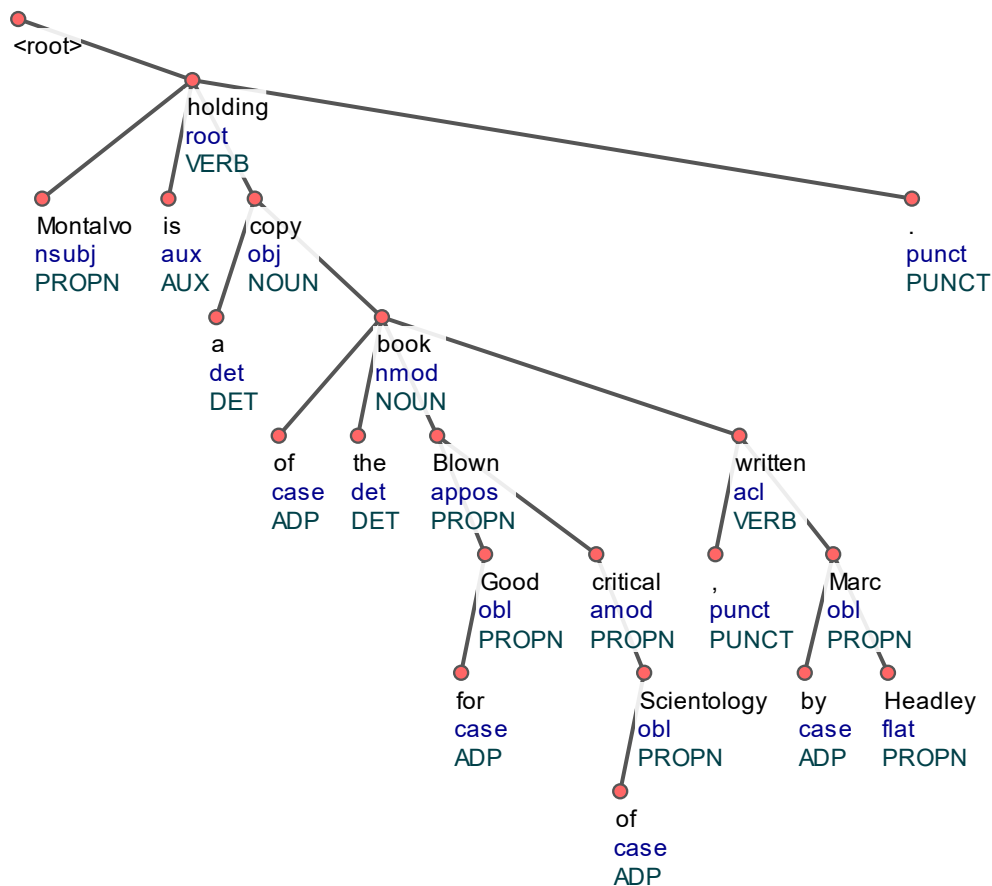 <root>
holding
root
VERB
Montalvo is copy .
nsubj aux obj punct
PROPN AUX NOUN PUNCT
a book
det nmod
DET NOUN
of the Blown written
case det appos acl
ADP DET PROPN VERB
Good critical , Marc
obl amod punct obl
PROPN PROPN PUNCT PROPN
for Scientology by Headley
case obl case flat
ADP PROPN ADP PROPN
of
case
ADP